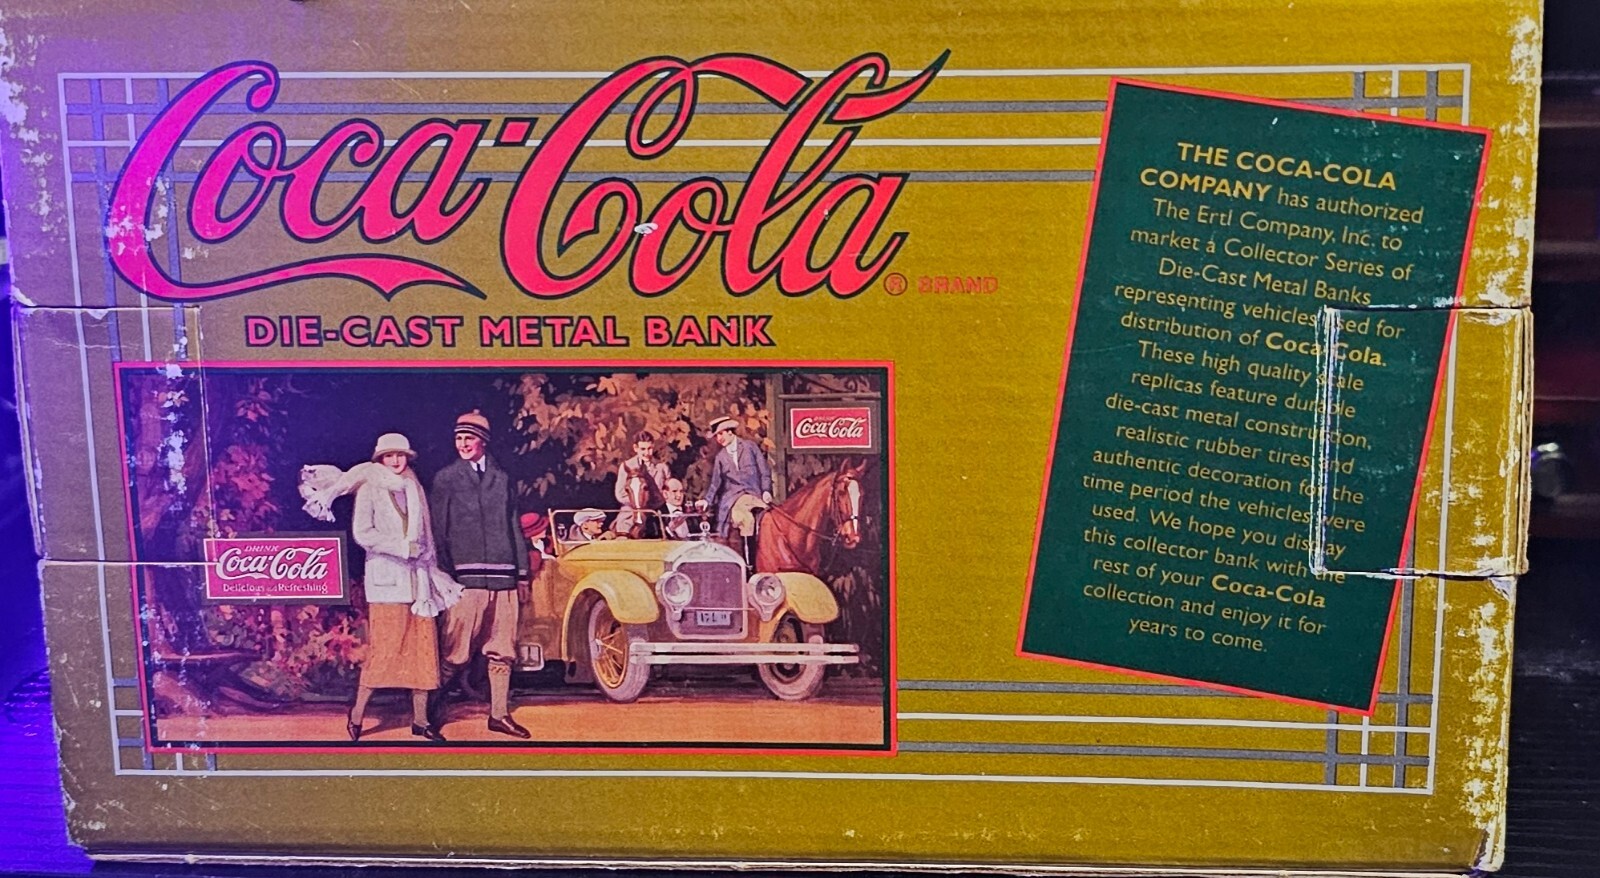 Coca-Cola
® BRAND
DIE-CAST METAL BANK
Coca-Cola
DRINK
Coca-Cola
Delicious and Refreshing
THE COCA-COLA
COMPANY has authorized
The Ertl Company, Inc. to
market a Collector Series of
Die-Cast Metal Banks
representing vehicles used for
distribution of Coca-Cola.
These high quality scale
replicas feature durable
die-cast metal construction,
realistic rubber tires and
authentic decoration for the
time period the vehicles were
used. We hope you display
this collector bank with the
rest of your Coca-Cola
collection and enjoy it for
years to come.